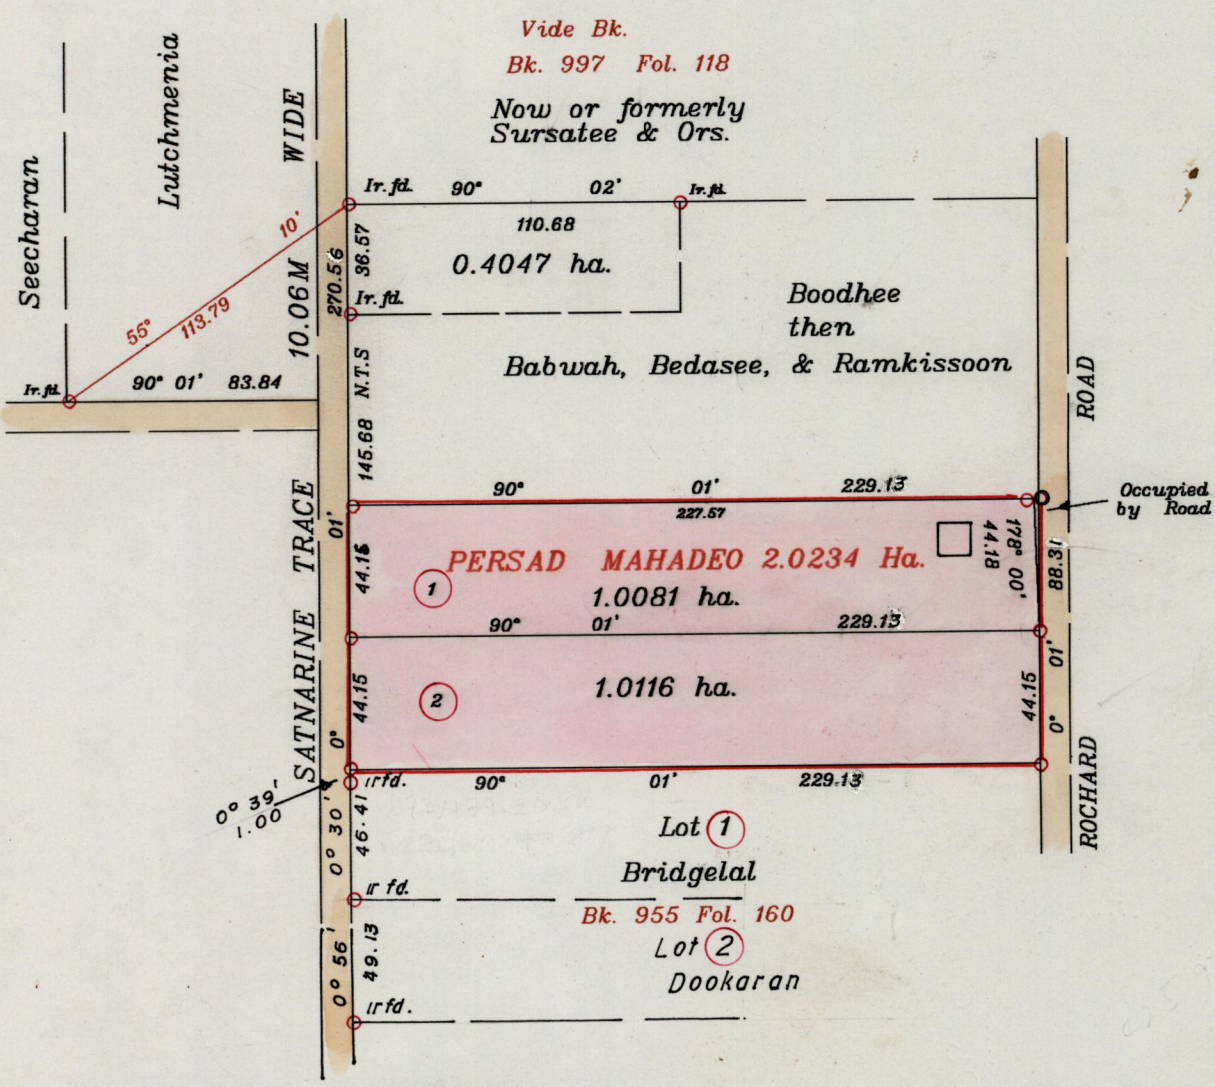 Vide Bk.
Bk. 997 Fol. 118
Now or formerly
Sursatee & Ors.
Seecharan
Lutchmenia
WIDE
10.06M
SATNARINE TRACE
Ir. fd. 90° 02' Ir. fd.
110.68
36.57
0.4047 ha.
270.56
Ir. fd.
10'
55°
113.79
Ir. fd. 90° 01' 83.84
N.T.S
145.68
Boodhee
then
Babwah, Bedasee, & Ramkissoon
ROAD
90° 01' 229.13
227.57
Occupied
by Road
01'
44.15
PERSAD MAHADEO 2.0234 Ha.
1
1.0081 ha.
178° 00'
44.18
88.31
90° 01' 229.13
1.0116 ha.
2
44.15
0°
44.15
01'
0°
ROCHARD
0° 39'
1.00
ir fd. 90° 01' 229.13
0° 30'
46.41
Lot 1
Bridgelal
ir fd.
Bk. 955 Fol. 160
Lot 2
Dookaran
0° 56'
49.13
ir fd.